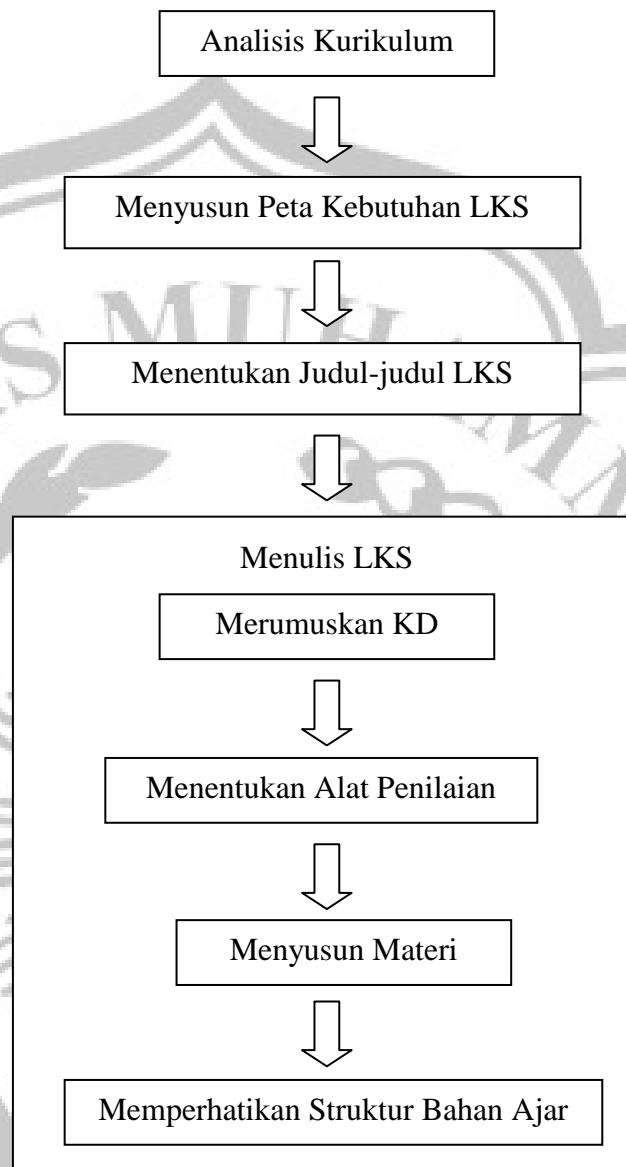 Analisis Kurikulum
Menyusun Peta Kebutuhan LKS
Menentukan Judul-judul LKS
Menulis LKS
Merumuskan KD
Menentukan Alat Penilaian
Menyusun Materi
Memperhatikan Struktur Bahan Ajar